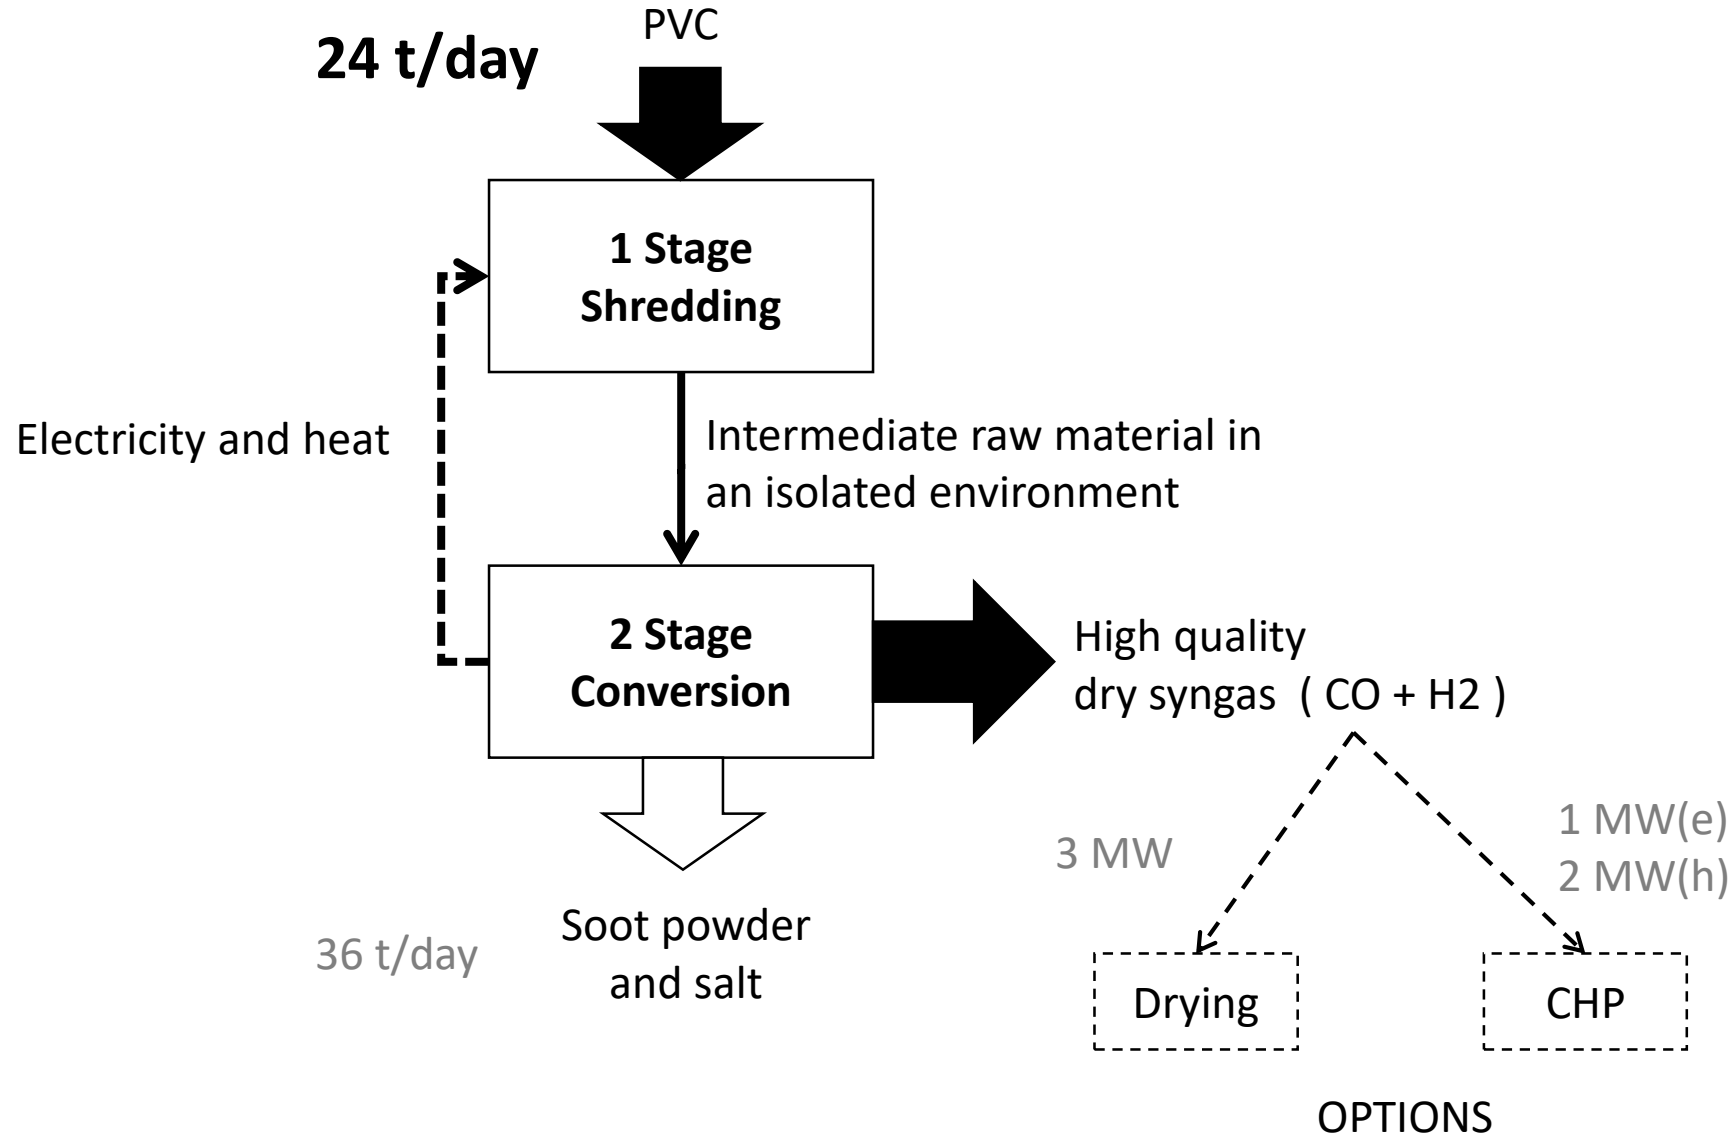 PVC
24 t/day
1 Stage
Shredding
Electricity and heat
Intermediate raw material in
an isolated environment
2 Stage
Conversion
High quality
dry syngas ( CO + H2 )
3 MW
1 MW(e)
2 MW(h)
36 t/day
Soot powder
and salt
Drying
CHP
OPTIONS